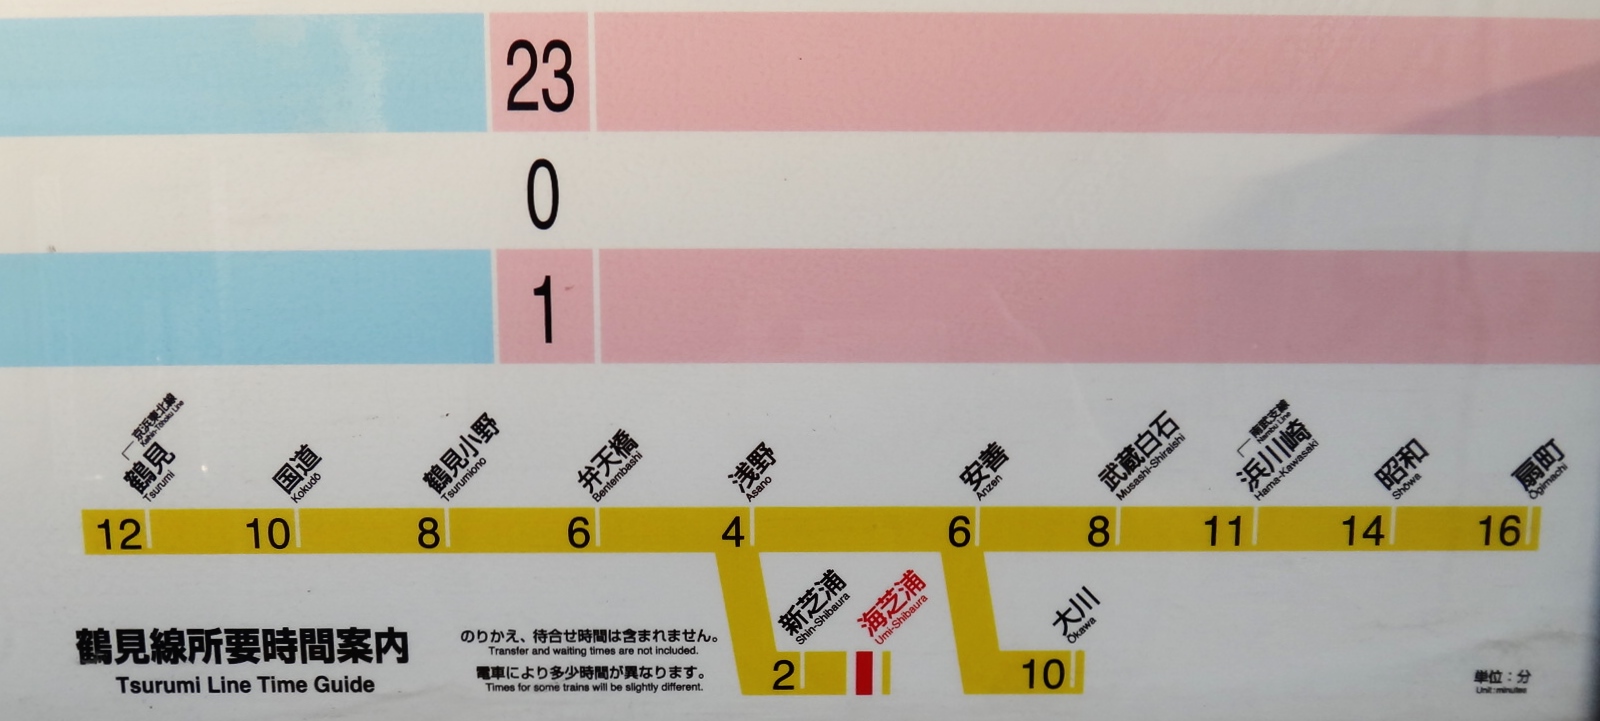 23
0
1
京浜東北線
Keihin-Tōhoku Line
鶴見
Tsurumi
国道
Kokudō
鶴見小野
Tsurumiono
弁天橋
Bentembashi
浅野
Asano
安善
Anzen
武蔵白石
Musashi-Shiraishi
南武支線
Nambu Line
浜川崎
Hama-Kawasaki
昭和
Shōwa
扇町
Ōgimachi
12 10 8 6 4 6 8 11 14 16
新芝浦
Shin-Shibaura
海芝浦
Umi-Shibaura
大川
Ōkawa
2 10
鶴見線所要時間案内
Tsurumi Line Time Guide
のりかえ、待合せ時間は含まれません。
Transfer and waiting times are not included.
電車により多少時間が異なります。
Times for some trains will be slightly different.
単位：分
Unit:minutes